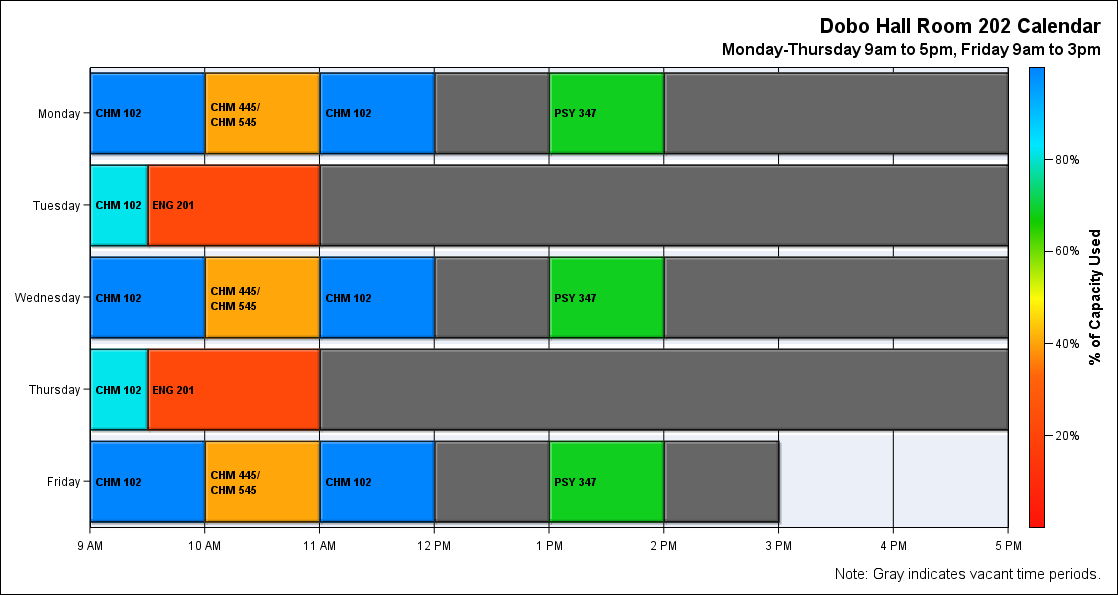 Dobo Hall Room 202 Calendar
Monday-Thursday 9am to 5pm, Friday 9am to 3pm
Monday
CHM 102
CHM 445/
CHM 545
CHM 102
PSY 347
Tuesday
CHM 102
ENG 201
Wednesday
CHM 102
CHM 445/
CHM 545
CHM 102
PSY 347
Thursday
CHM 102
ENG 201
Friday
CHM 102
CHM 445/
CHM 545
CHM 102
PSY 347
9 AM
10 AM
11 AM
12 PM
1 PM
2 PM
3 PM
4 PM
5 PM
80%
60%
40%
20%
% of Capacity Used
Note: Gray indicates vacant time periods.